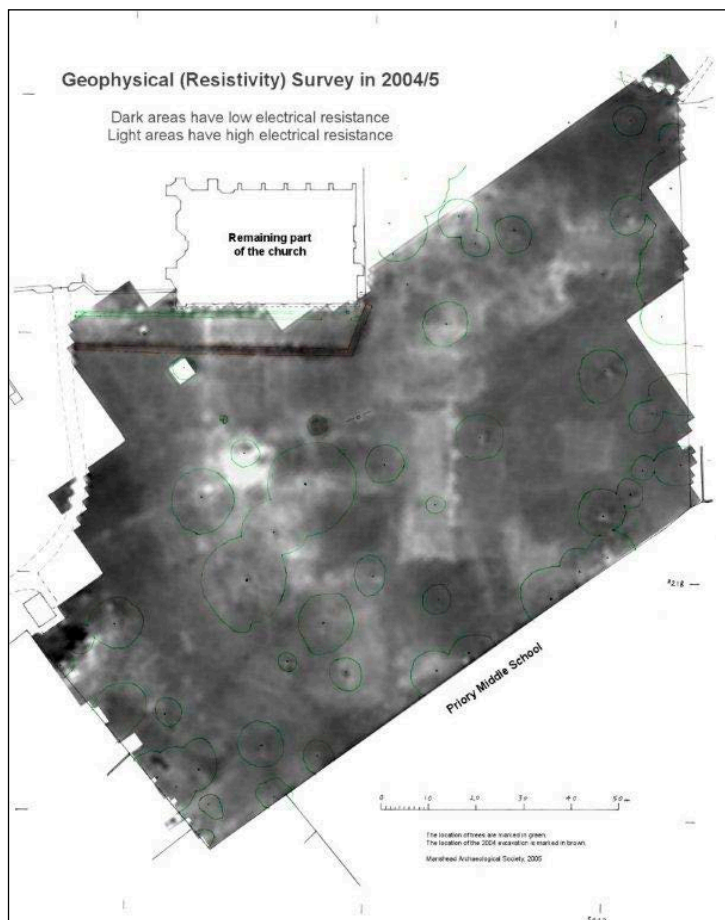 Geophysical (Resistivity) Survey in 2004/5
Dark areas have low electrical resistance
Light areas have high electrical resistance
Remaining part
of the church
Priory Middle School
0 10 20 30 40 50m
The location of trees are marked in green.
The location of the 2004 excavation is marked in brown.
Manshead Archaeological Society, 2005